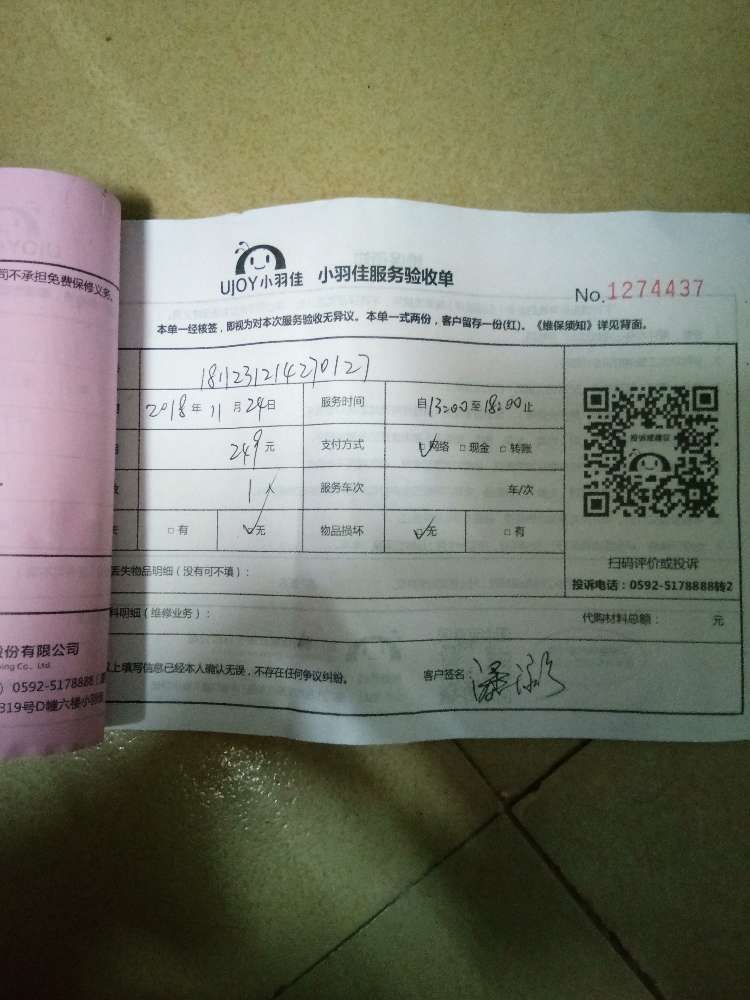 司不承担免费保修义务。
UJOY小羽佳 小羽佳服务验收单
No.1274437
本单一经核签，即视为对本次服务验收无异议。本单一式两份，客户留存一份(红)。《维保须知》详见背面。
1811231214270127
2018年11月24日 服务时间 自13:00至18:00止
249元 支付方式 网络 □现金 □转账
1人 服务车次 年/次
□有 无 物品损坏 无 □有
投诉或建议
扫码评价或投诉
投诉电话：0592-5178888转2
丢失物品明细（没有可不填）：
料明细（维修业务）： 代购材料总额： 元
以上填写信息已经本人确认无误，不存在任何争议纠纷。 客户签名：潘
股份有限公司
ping Co., Ltd.
0592-5178888
319号D幢六楼小羽佳